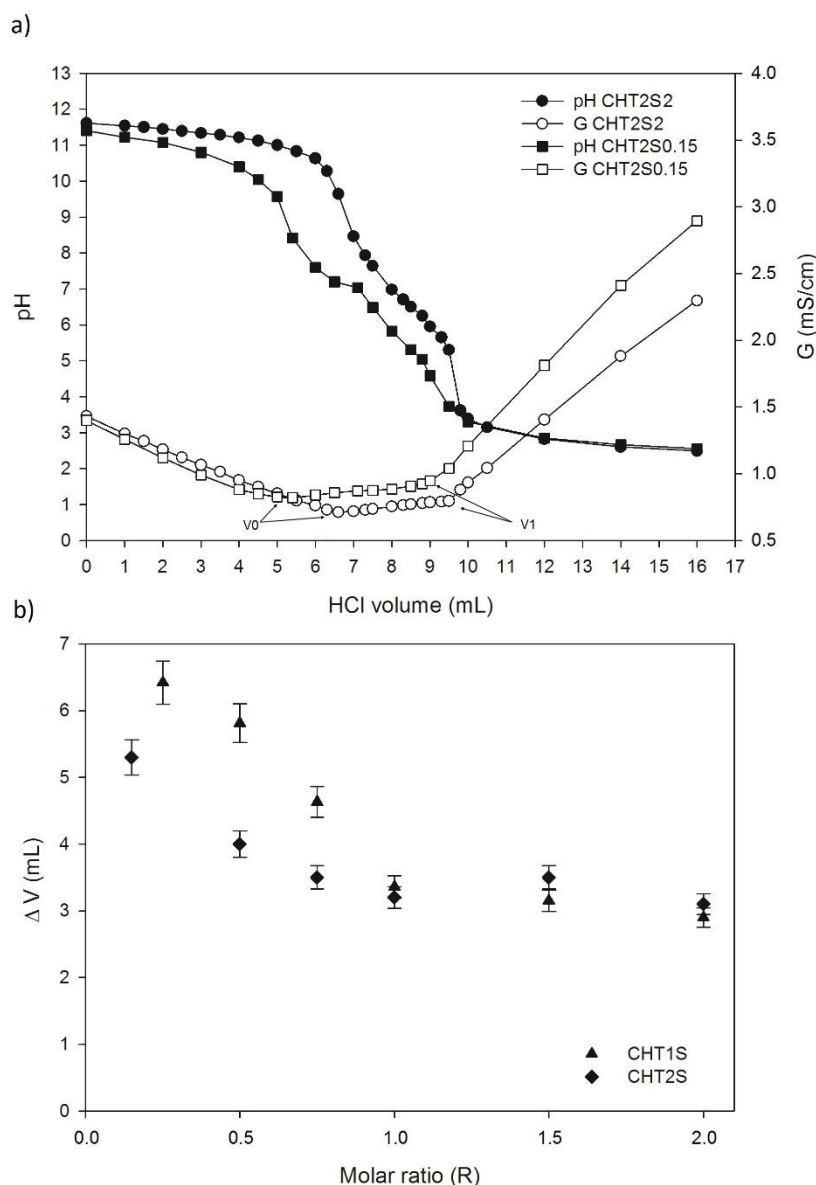 a)
13
12
11
10
9
8
7
6
5
4
3
2
1
0
pH
4.0
3.5
3.0
2.5
2.0
1.5
1.0
0.5
G (mS/cm)
pH CHT2S2
G CHT2S2
pH CHT2S0.15
G CHT2S0.15
V0
V1
0 1 2 3 4 5 6 7 8 9 10 11 12 13 14 15 16 17
HCl volume (mL)
b)
7
6
5
4
3
2
1
0
Δ V (mL)
CHT1S
CHT2S
0.0 0.5 1.0 1.5 2.0
Molar ratio (R)